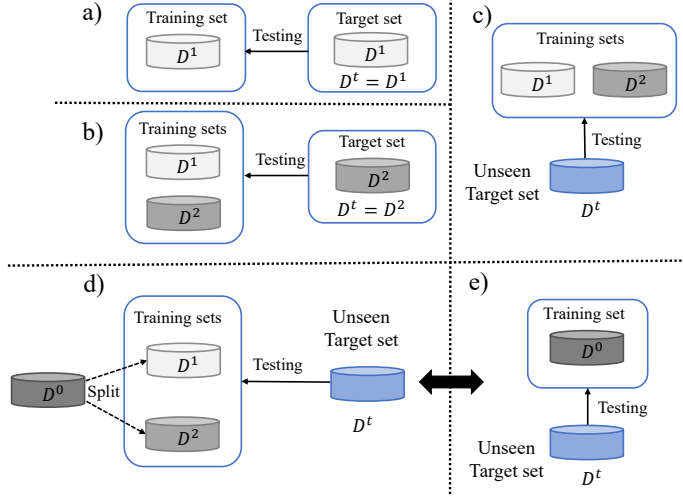 a)
Training set
D¹
Testing
Target set
D¹
Dᵗ = D¹
b)
Training sets
D¹
D²
Testing
Target set
D²
Dᵗ = D²
c)
Training sets
D¹
D²
Testing
Unseen
Target set
Dᵗ
d)
Training sets
D⁰
Split
D¹
D²
Testing
Unseen
Target set
Dᵗ
e)
Training set
D⁰
Testing
Unseen
Target set
Dᵗ